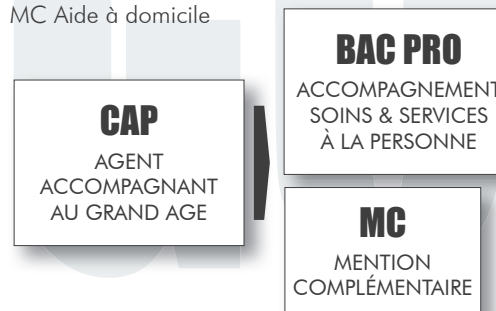 MC Aide à domicile
CAP
AGENT
ACCOMPAGNANT
AU GRAND AGE
BAC PRO
ACCOMPAGNEMENT
SOINS & SERVICES
À LA PERSONNE
MC
MENTION
COMPLÉMENTAIRE